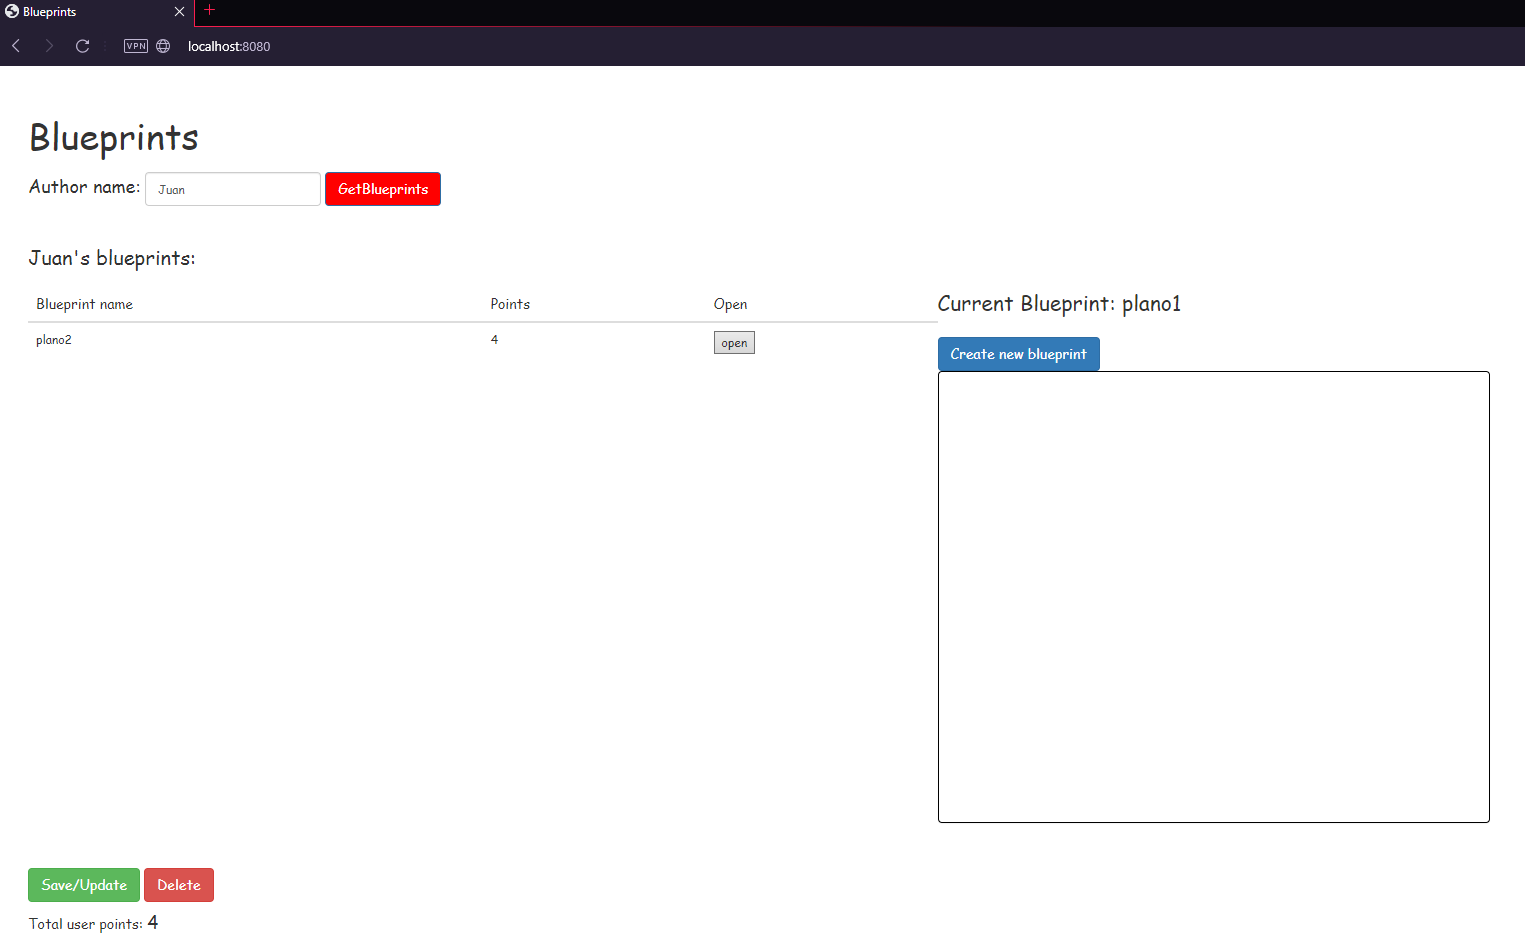 Blueprints
VPN localhost:8080
Blueprints
Author name: Juan GetBlueprints
Juan's blueprints:
Blueprint name Points Open
plano2 4 open
Current Blueprint: plano1
Create new blueprint
Save/Update Delete
Total user points: 4